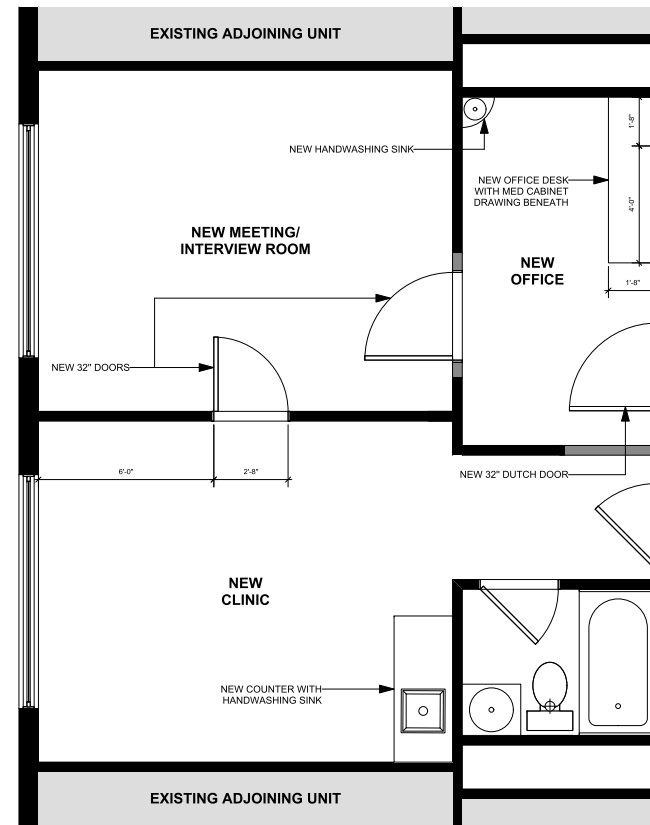 EXISTING ADJOINING UNIT
1'-8"
NEW HANDWASHING SINK
NEW OFFICE DESK
WITH MED CABINET
DRAWING BENEATH
4'-0"
NEW MEETING/
INTERVIEW ROOM
NEW
OFFICE
1'-8"
NEW 32" DOORS
6'-0"
2'-8"
NEW 32" DUTCH DOOR
NEW
CLINIC
NEW COUNTER WITH
HANDWASHING SINK
EXISTING ADJOINING UNIT